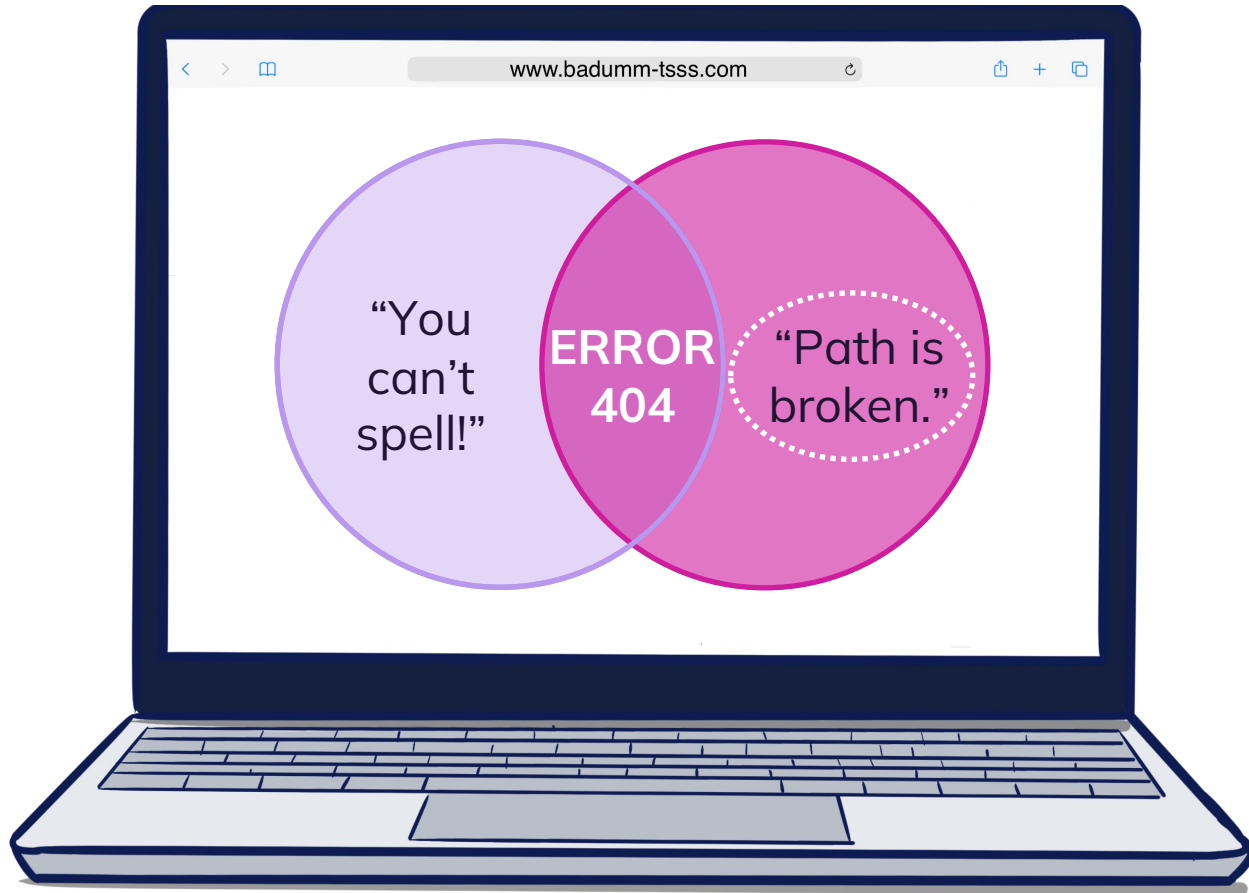 www.badumm-tsss.com
“You
can’t
spell!”
ERROR
404
“Path is
broken.”